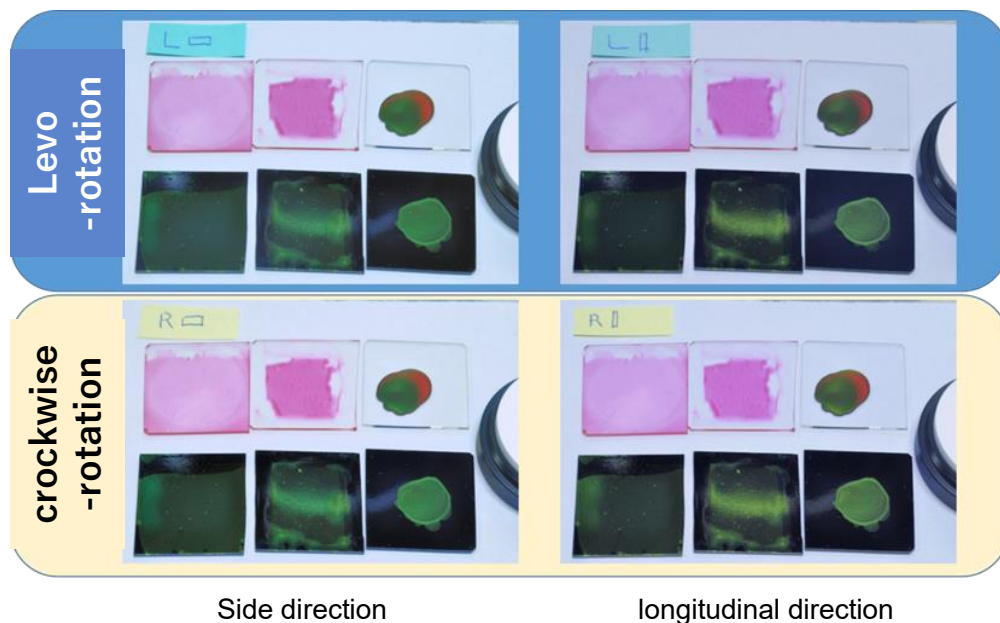 Levo
-rotation
L
L
crockwise
-rotation
R
R
Side direction
longitudinal direction